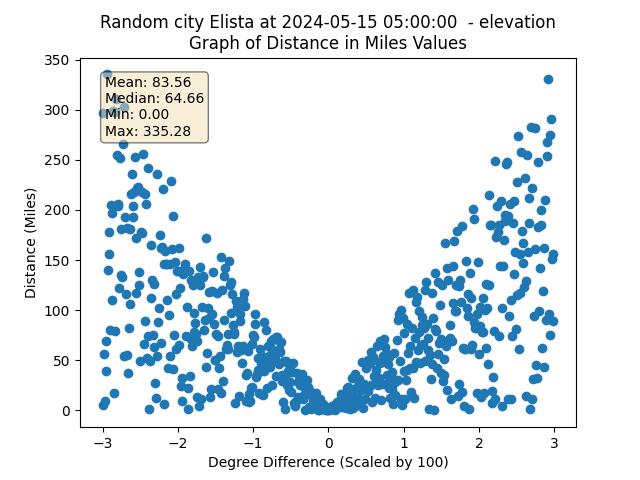 Random city Elista at 2024-05-15 05:00:00  - elevation
Graph of Distance in Miles Values
Mean: 83.56
Median: 64.66
Min: 0.00
Max: 335.28
Distance (Miles)
350
300
250
200
150
100
50
0
−3
−2
−1
0
1
2
3
Degree Difference (Scaled by 100)